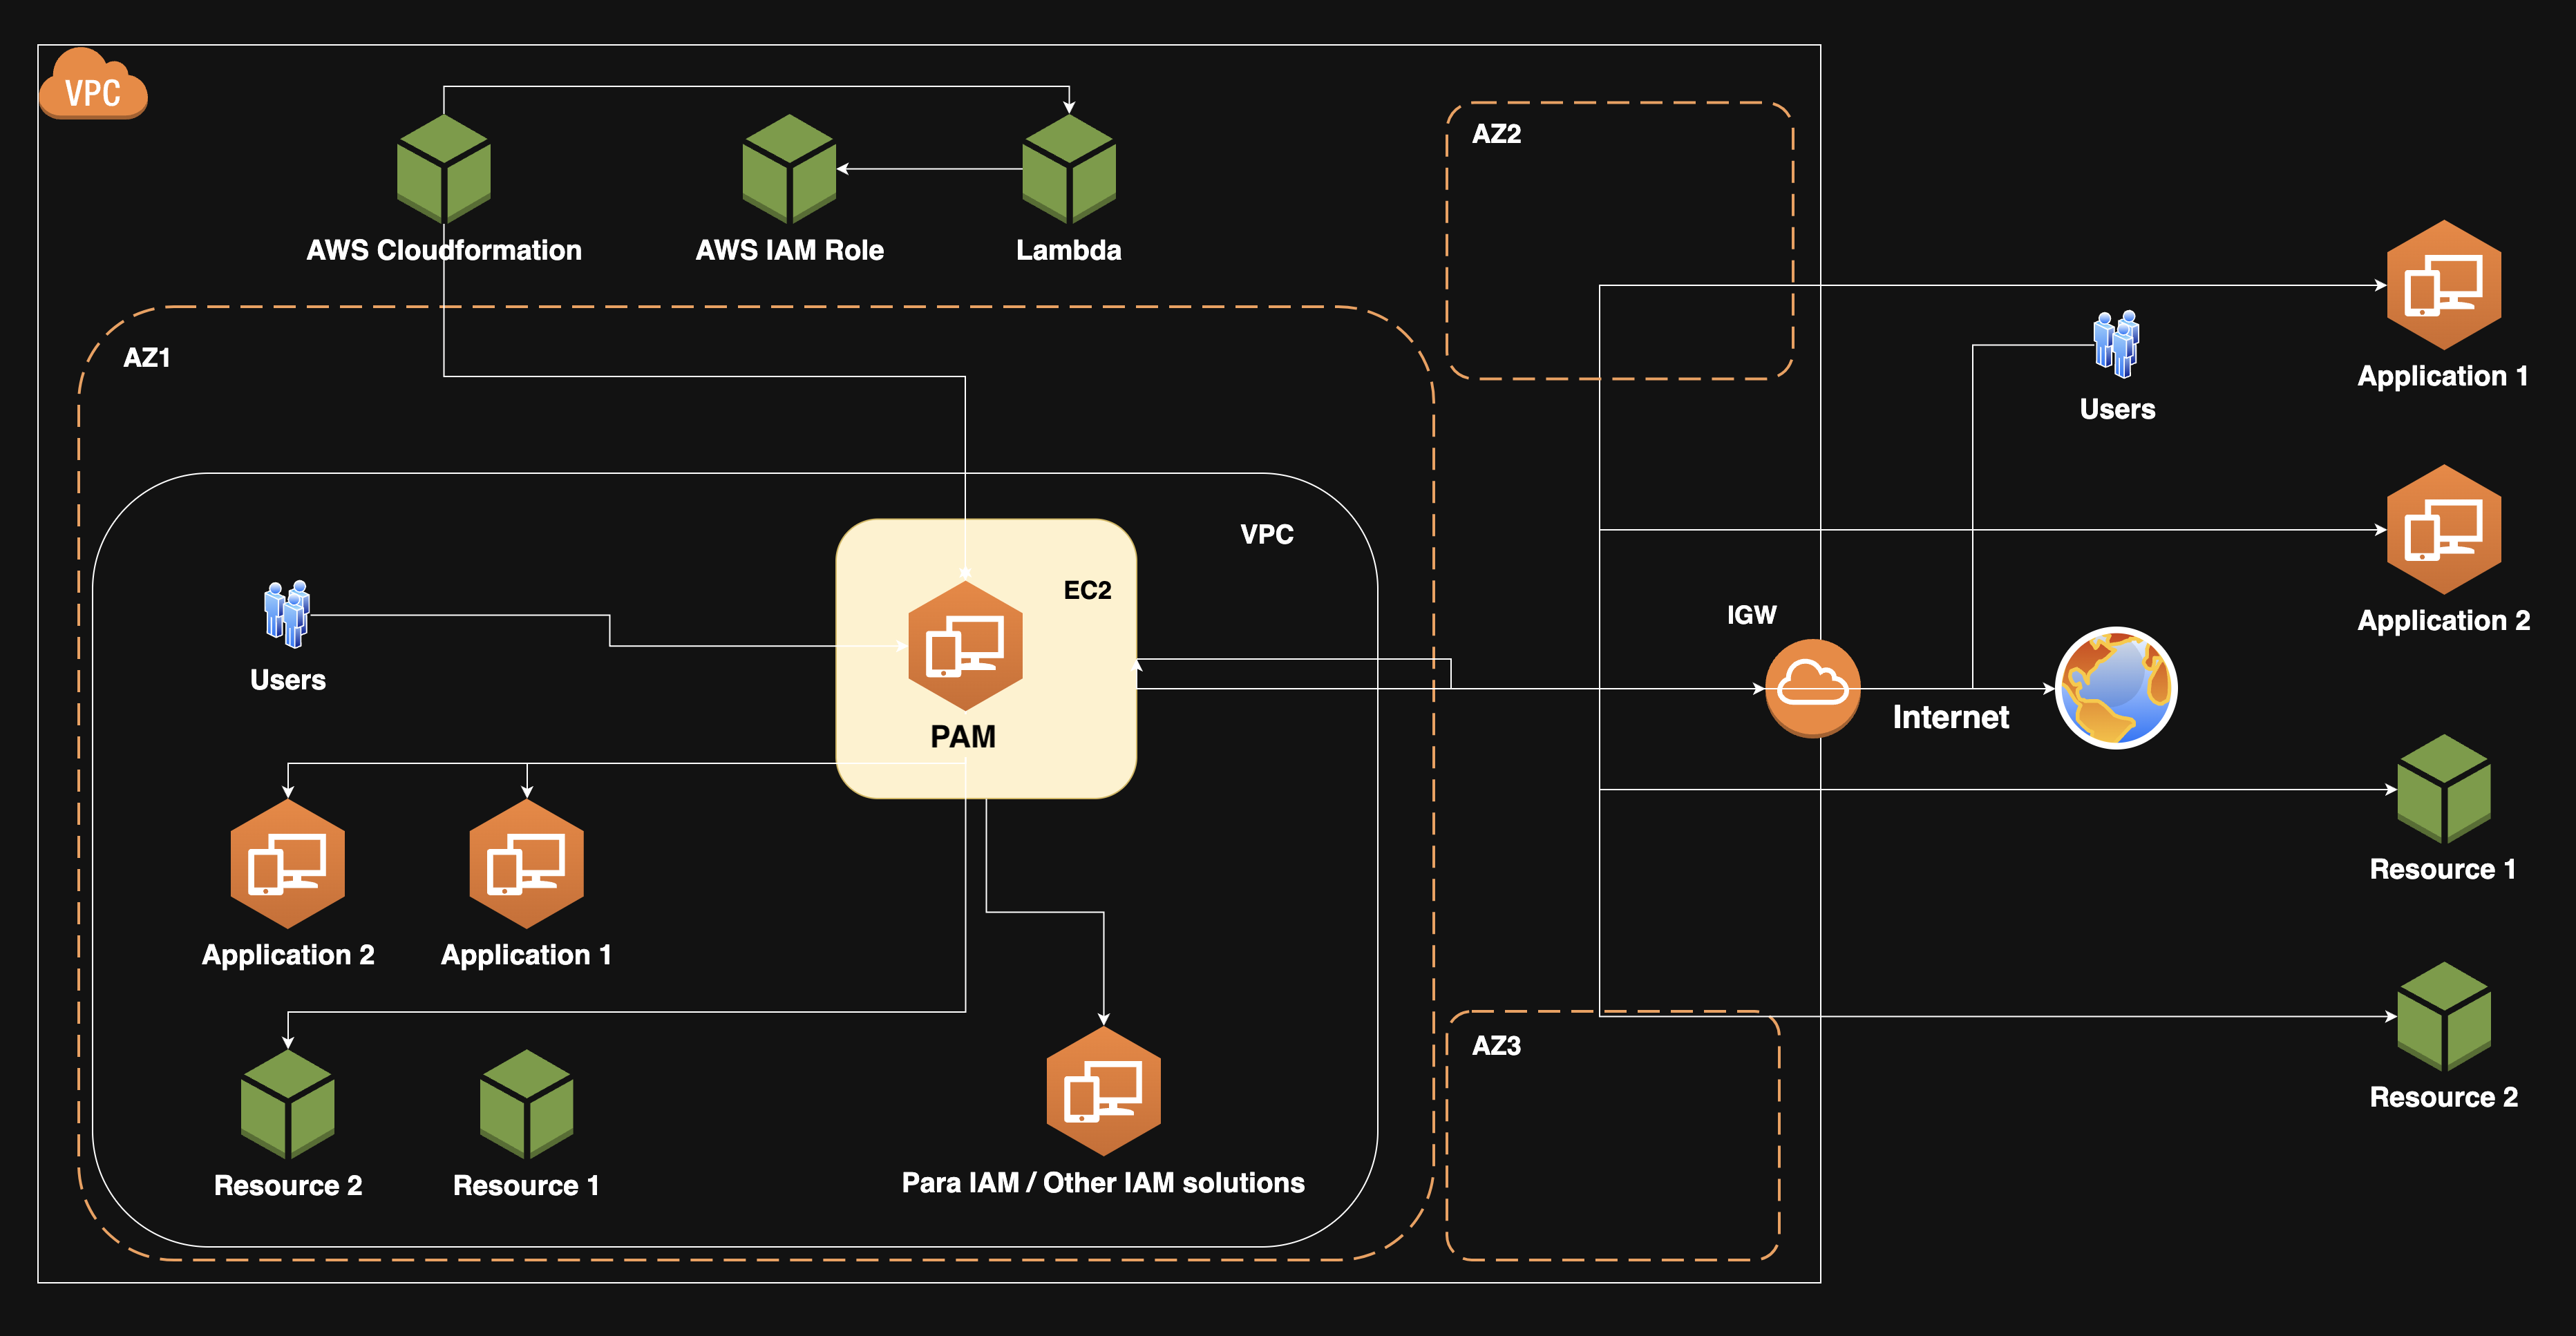 VPC
AWS Cloudformation
AWS IAM Role
Lambda
AZ2
AZ1
Application 1
Users
VPC
EC2
IGW
Application 2
Users
Internet
PAM
Resource 1
Application 2
Application 1
AZ3
Resource 2
Resource 2
Resource 1
Para IAM / Other IAM solutions